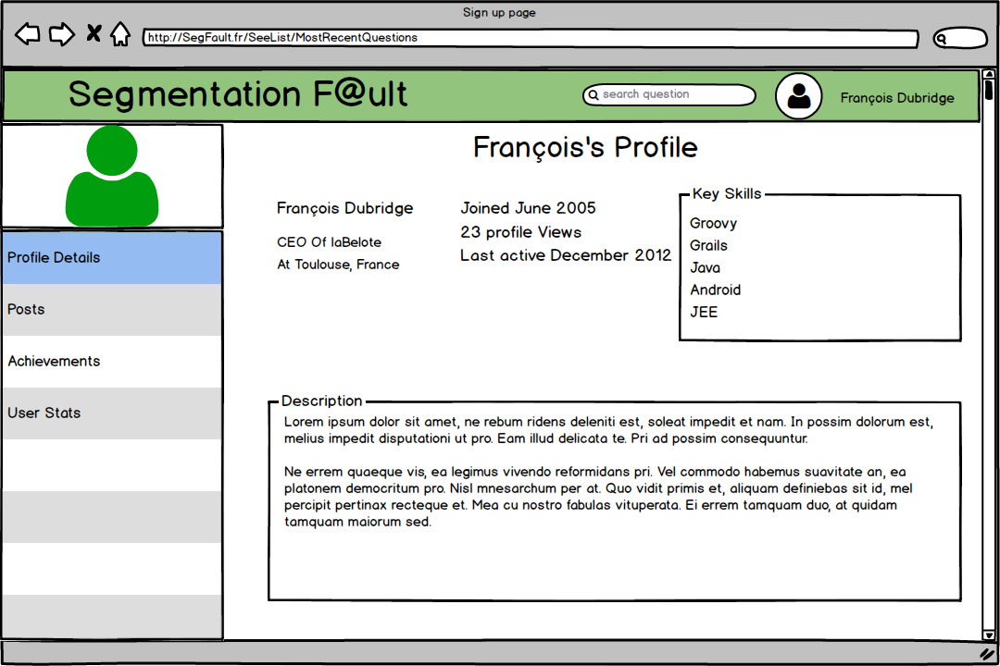 Sign up page
http://SegFault.fr/SeeList/MostRecentQuestions
Segmentation F@ult
search question
François Dubridge
François's Profile
Profile Details
Posts
Achievements
User Stats
François Dubridge
CEO Of laBelote
At Toulouse, France
Joined June 2005
23 profile Views
Last active December 2012
Key Skills
Groovy
Grails
Java
Android
JEE
Description
Lorem ipsum dolor sit amet, ne rebum ridens deleniti est, soleat impedit et nam. In possim dolorum est,
melius impedit disputationi ut pro. Eam illud delicata te. Pri ad possim consequuntur.
Ne errem quaeque vis, ea legimus vivendo reformidans pri. Vel commodo habemus suavitate an, ea
platonem democritum pro. Nisl mnesarchum per at. Quo vidit primis et, aliquam definiebas sit id, mel
percipit pertinax recteque et. Mea cu nostro fabulas vituperata. Ei errem tamquam duo, at quidam
tamquam maiorum sed.